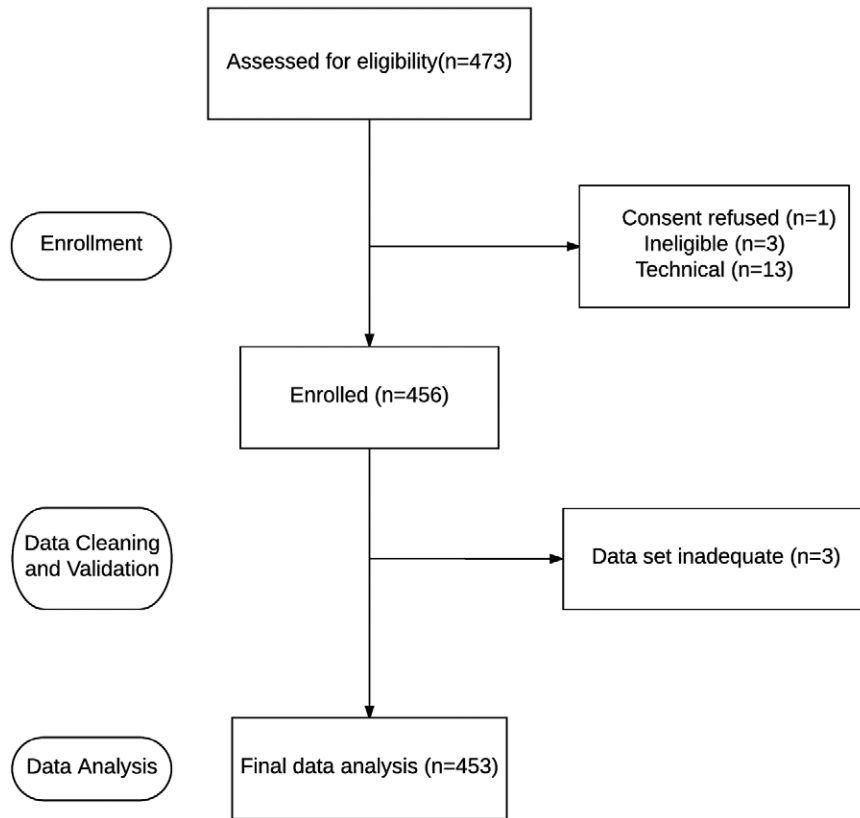 Assessed for eligibility(n=473)
Enrollment
Consent refused (n=1)
Ineligible (n=3)
Technical (n=13)
Enrolled (n=456)
Data Cleaning
and Validation
Data set inadequate (n=3)
Data Analysis
Final data analysis (n=453)